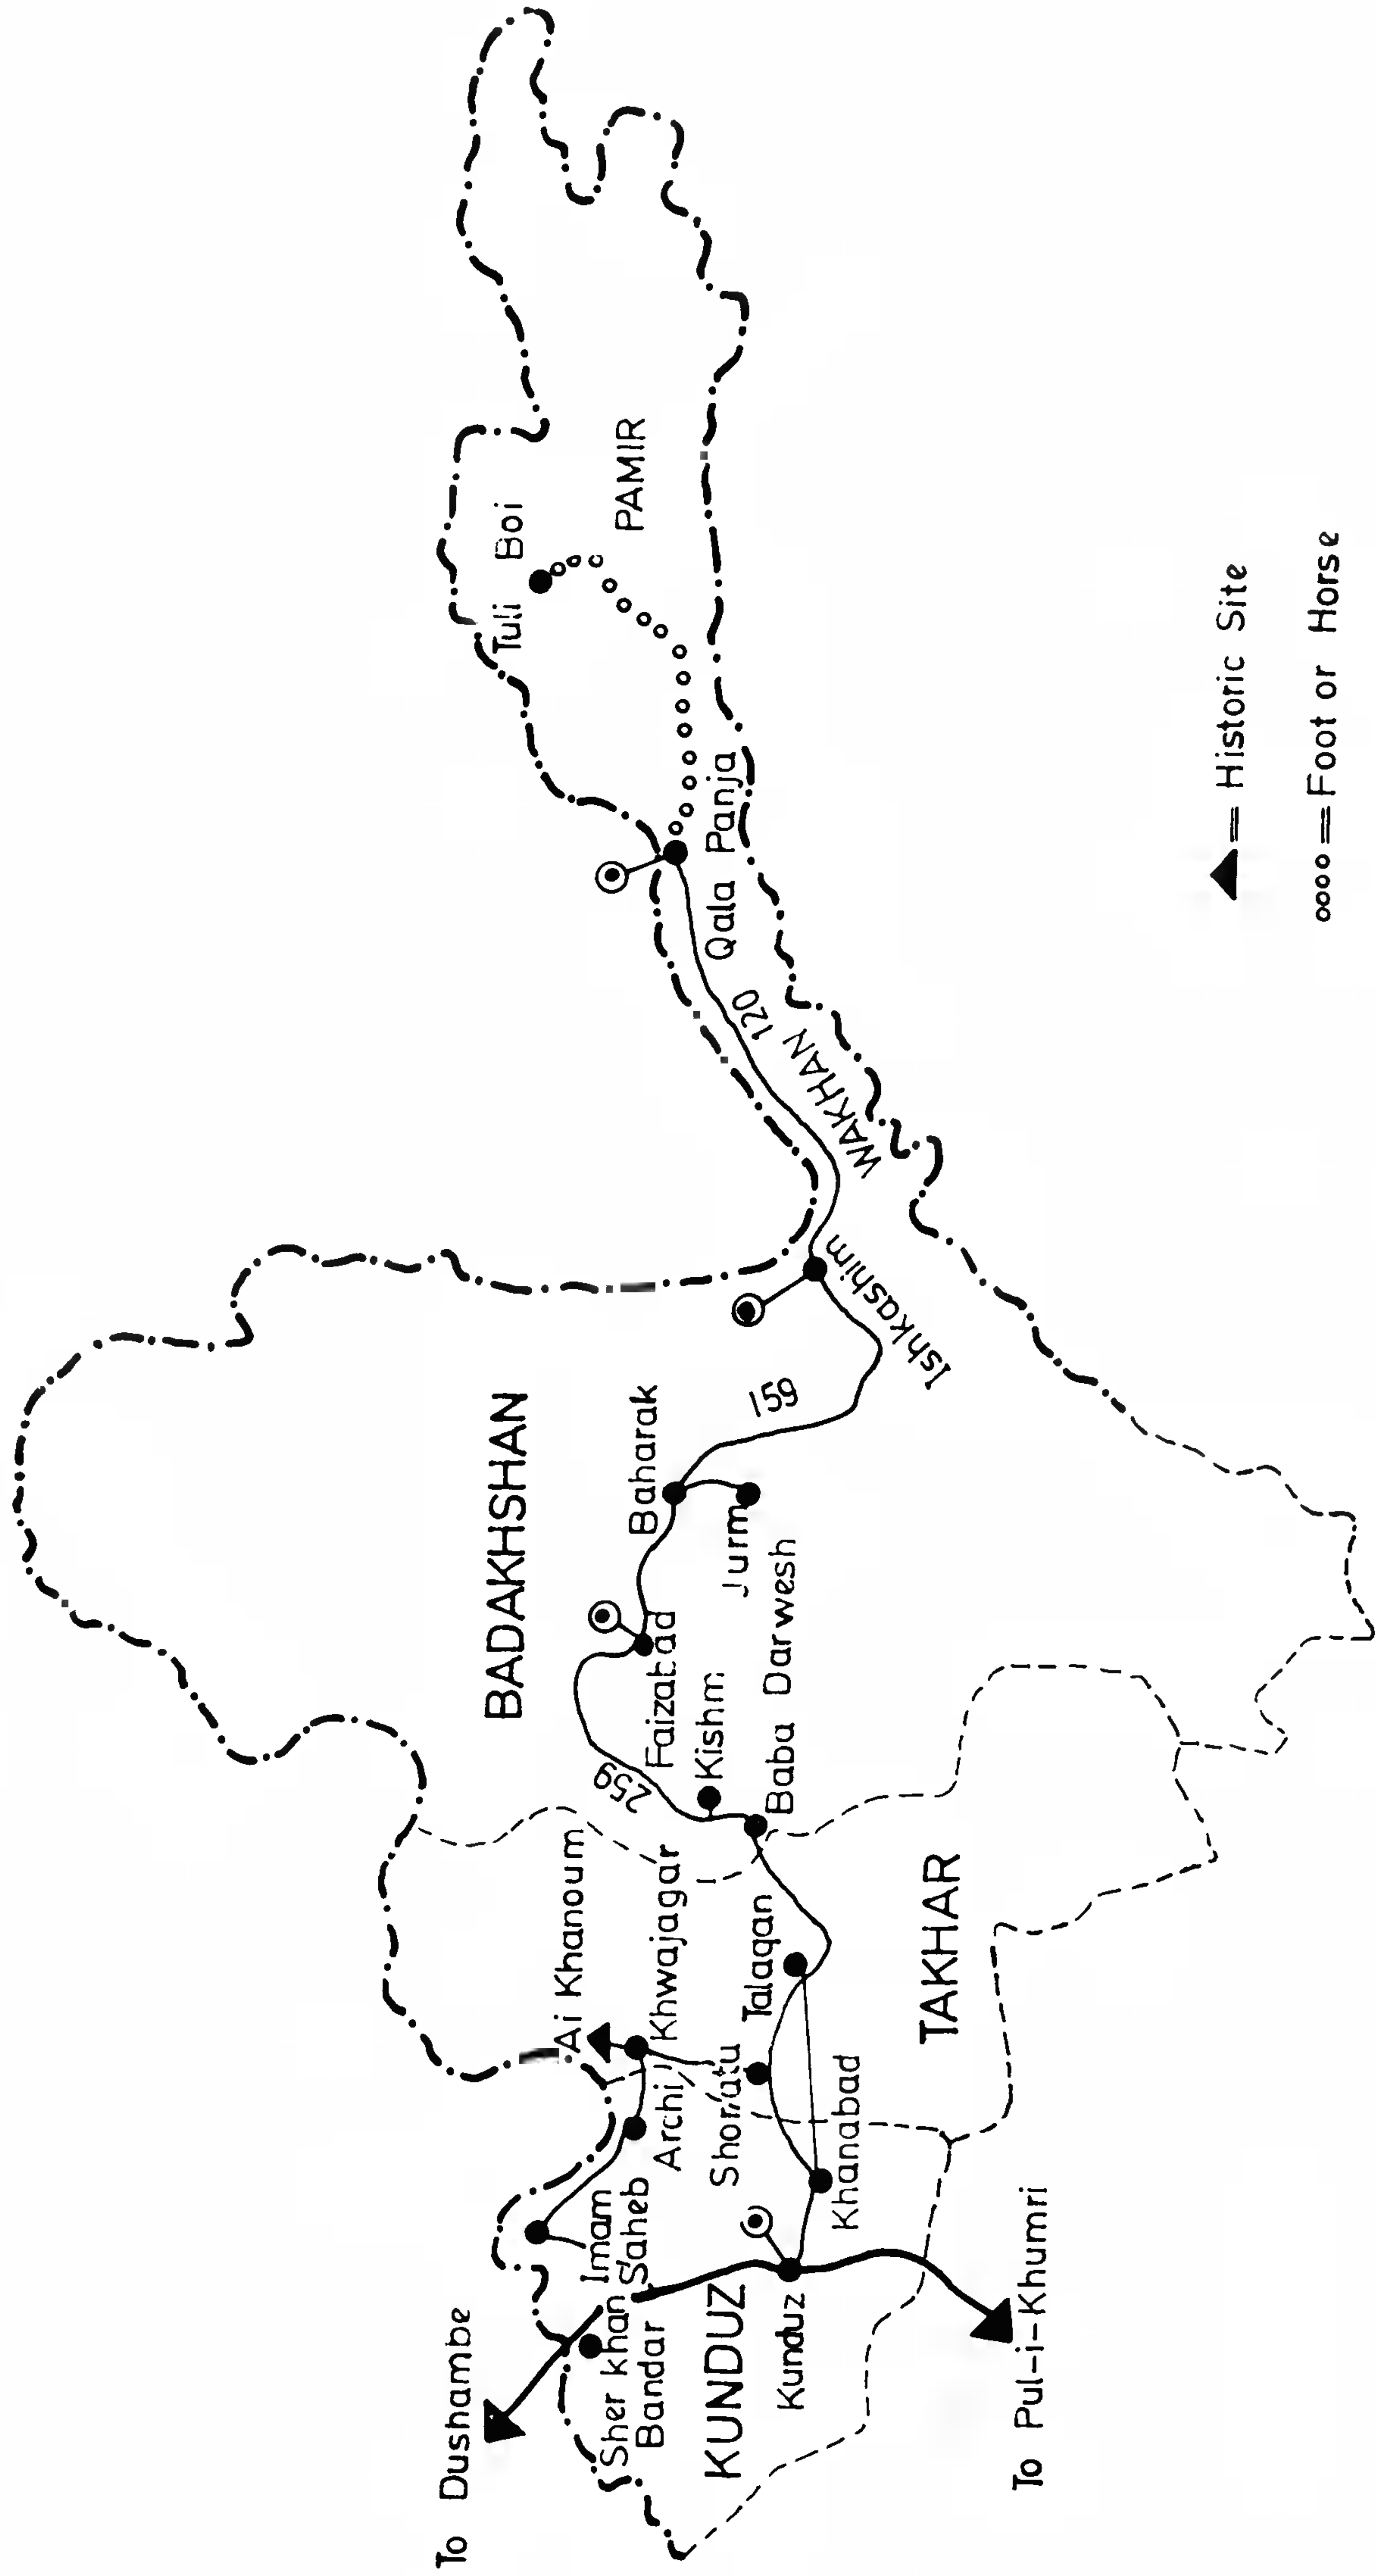 To Dushambe
Sher khan
Bandar
Imam
Saheb
KUNDUZ
Kunduz
To Pul-i-Khumri
Archi
Khanabad
Shoratu
Ai Khanoum
Khwajagar
Talaqan
TAKHAR
259
Kishm
Baba Darwesh
Faizabad
BADAKHSHAN
Baharak
Jurm
159
Ishkashim
WAKHAN
120
Qala Panja
Tuli Boi
PAMIR
= Historic Site
= Foot or Horse